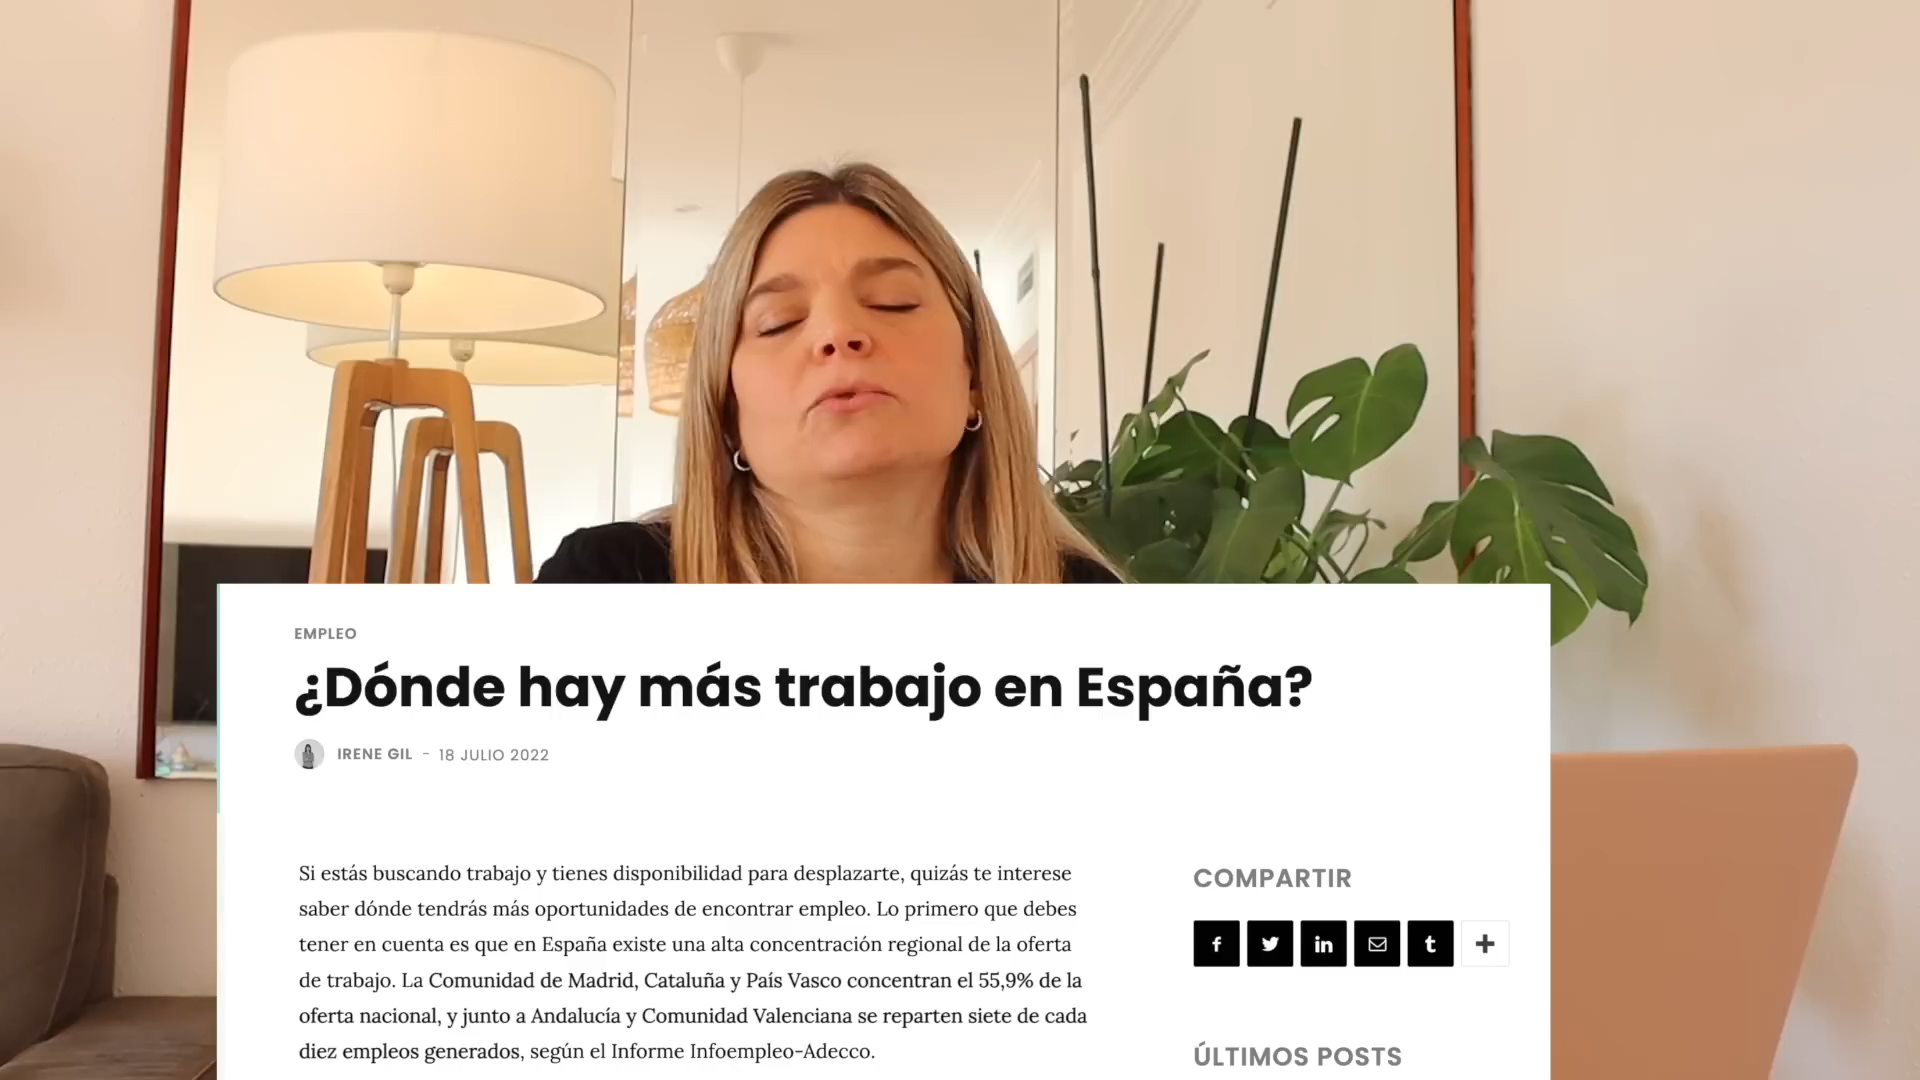 EMPLEO
¿Dónde hay más trabajo en España?
IRENE GIL - 18 JULIO 2022
Si estás buscando trabajo y tienes disponibilidad para desplazarte, quizás te interese
saber dónde tendrás más oportunidades de encontrar empleo. Lo primero que debes
tener en cuenta es que en España existe una alta concentración regional de la oferta
de trabajo. La Comunidad de Madrid, Cataluña y País Vasco concentran el 55,9% de la
oferta nacional, y junto a Andalucía y Comunidad Valenciana se reparten siete de cada
diez empleos generados, según el Informe Infoempleo-Adecco.
COMPARTIR
ÚLTIMOS POSTS